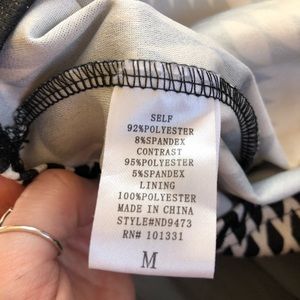 SELF
92%POLYESTER
8%SPANDEX
CONTRAST
95%POLYESTER
5%SPANDEX
LINING
100%POLYESTER
MADE IN CHINA
STYLE#ND9473
RN# 101331
M